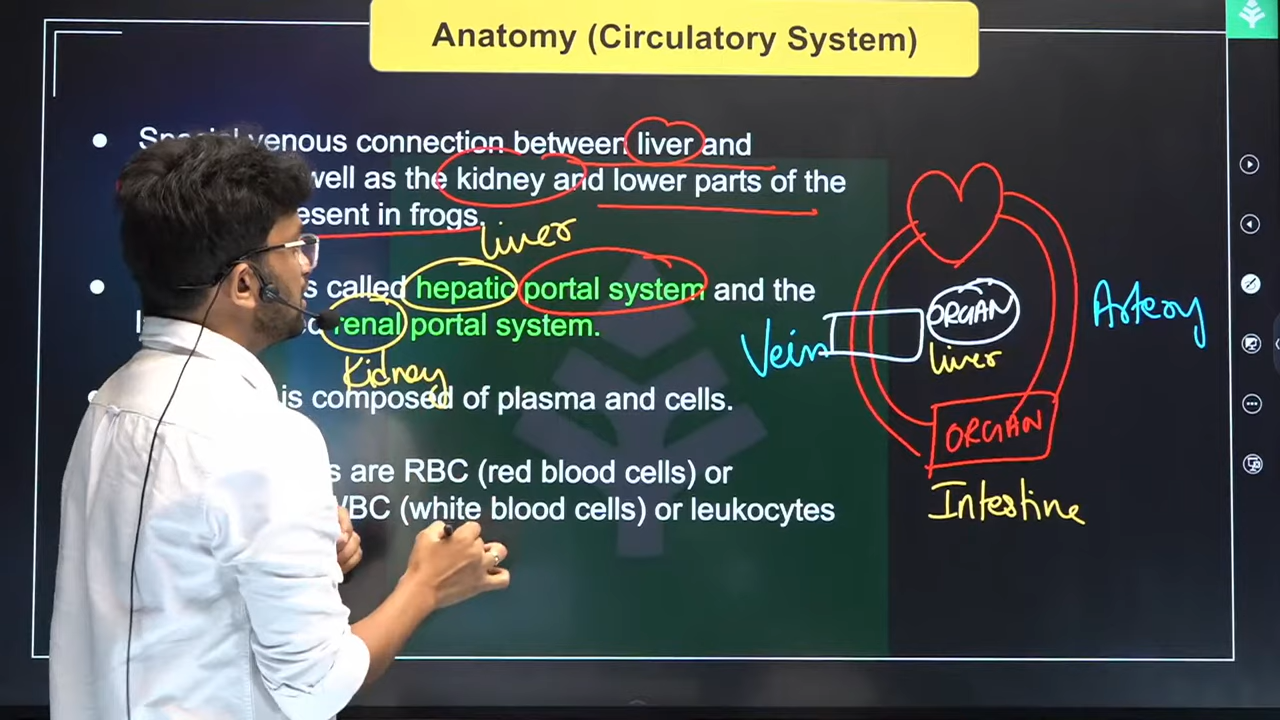 Anatomy (Circulatory System)
venous connection between liver and
well as the kidney and lower parts of the
esent in frogs.
liver
called hepatic portal system and the
renal portal system.
Kidney
is composed of plasma and cells.
are RBC (red blood cells) or
WBC (white blood cells) or leukocytes
ORGAN
liver
Vein
Artery
ORGAN
Intestine